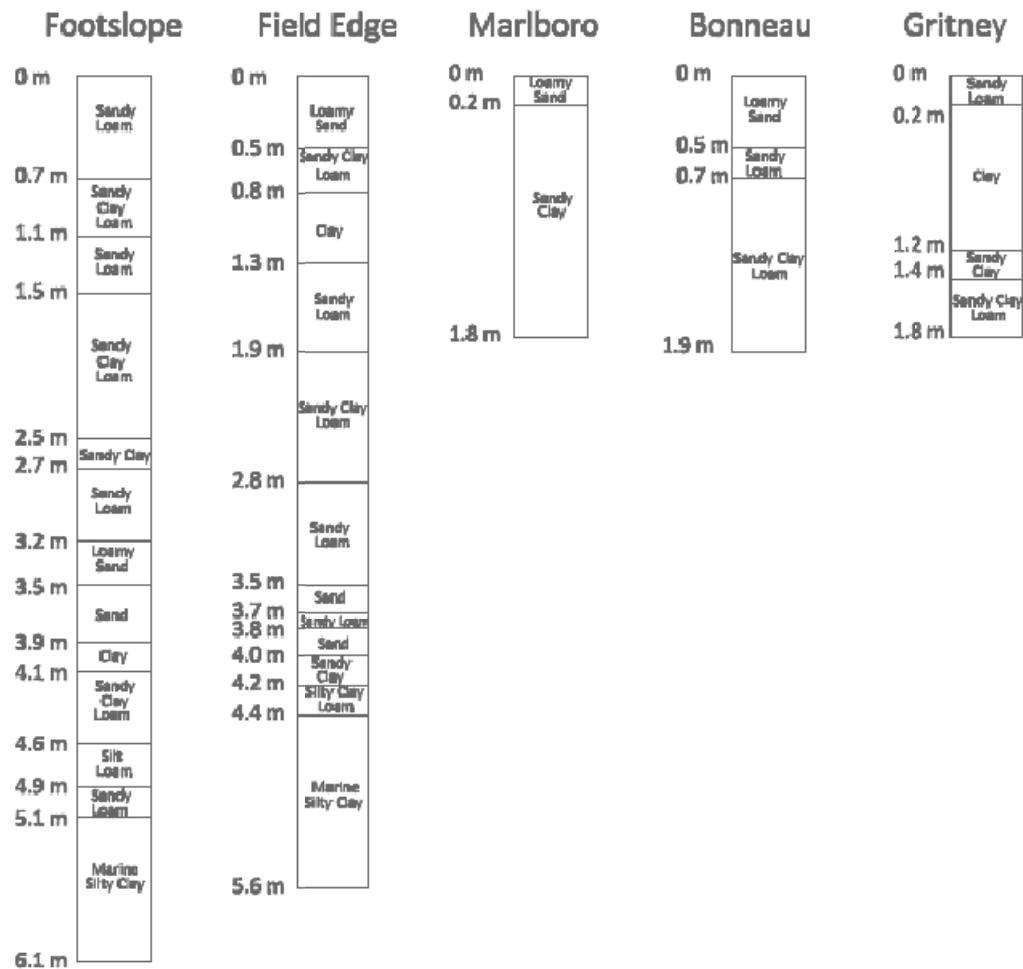 Footslope
Field Edge
Marlboro
Bonneau
Gritney
0 m
Sandy
Loam
0.7 m
Sandy
Clay
Loam
1.1 m
Sandy
Loam
1.5 m
Sandy
Clay
Loam
2.5 m
Sandy Clay
2.7 m
Sandy
Loam
3.2 m
Loamy
Sand
3.5 m
Sand
3.9 m
Clay
4.1 m
Sandy
Clay
Loam
4.6 m
Silt
Loam
4.9 m
Sandy
Loam
5.1 m
Marine
Silty Clay
6.1 m
0 m
Loamy
Sand
0.5 m
Sandy Clay
Loam
0.8 m
Clay
1.3 m
Sandy
Loam
1.9 m
Sandy Clay
Loam
2.8 m
Sandy
Loam
3.5 m
Sand
3.7 m
Sandy Loam
3.8 m
Sand
4.0 m
Sandy
Clay
4.2 m
Silty Clay
Loam
4.4 m
Marine
Silty Clay
5.6 m
0 m
Loamy
Sand
0.2 m
Sandy
Clay
1.8 m
0 m
Loamy
Sand
0.5 m
Sandy
Loam
0.7 m
Sandy Clay
Loam
1.9 m
0 m
Sandy
Loam
0.2 m
Clay
1.2 m
Sandy
Clay
1.4 m
Sandy Clay
Loam
1.8 m